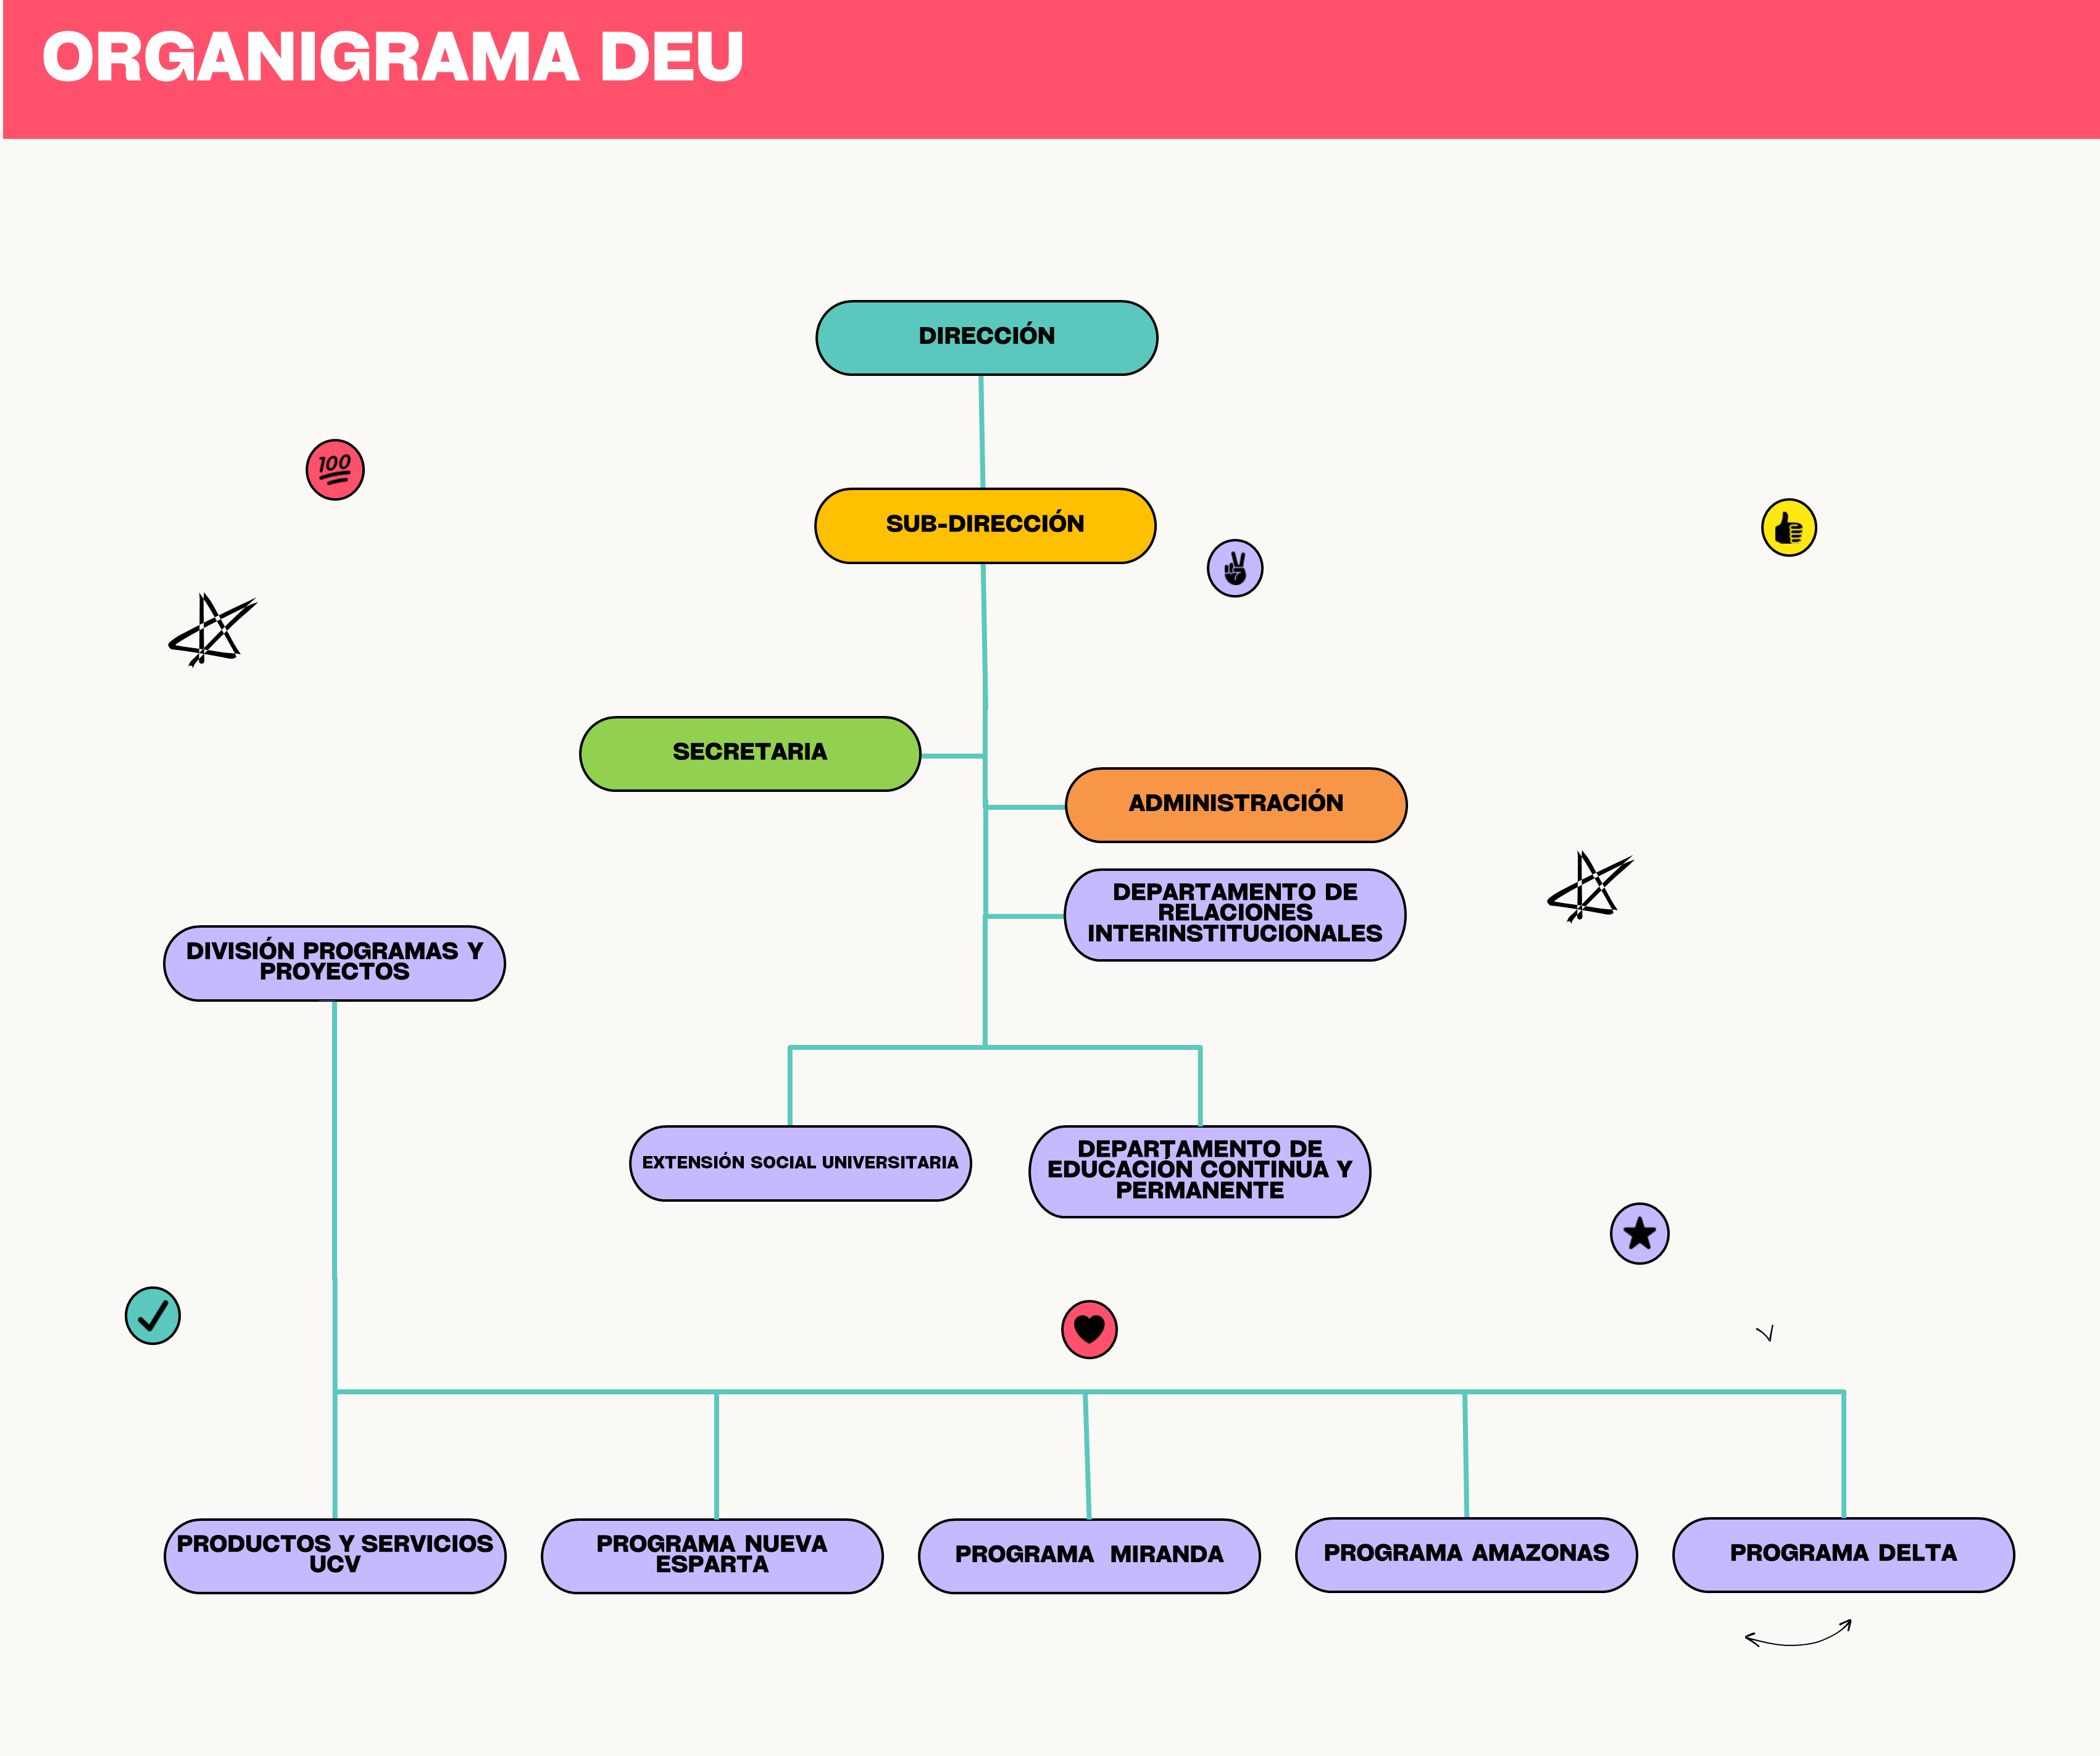 ORGANIGRAMA DEU
DIRECCIÓN
100
SUB-DIRECCIÓN
SECRETARIA
ADMINISTRACIÓN
DEPARTAMENTO DE
RELACIONES
INTERINSTITUCIONALES
DIVISIÓN PROGRAMAS Y
PROYECTOS
EXTENSIÓN SOCIAL UNIVERSITARIA
DEPARTAMENTO DE
EDUCACIÓN CONTINUA Y
PERMANENTE
PRODUCTOS Y SERVICIOS
UCV
PROGRAMA NUEVA
ESPARTA
PROGRAMA MIRANDA
PROGRAMA AMAZONAS
PROGRAMA DELTA